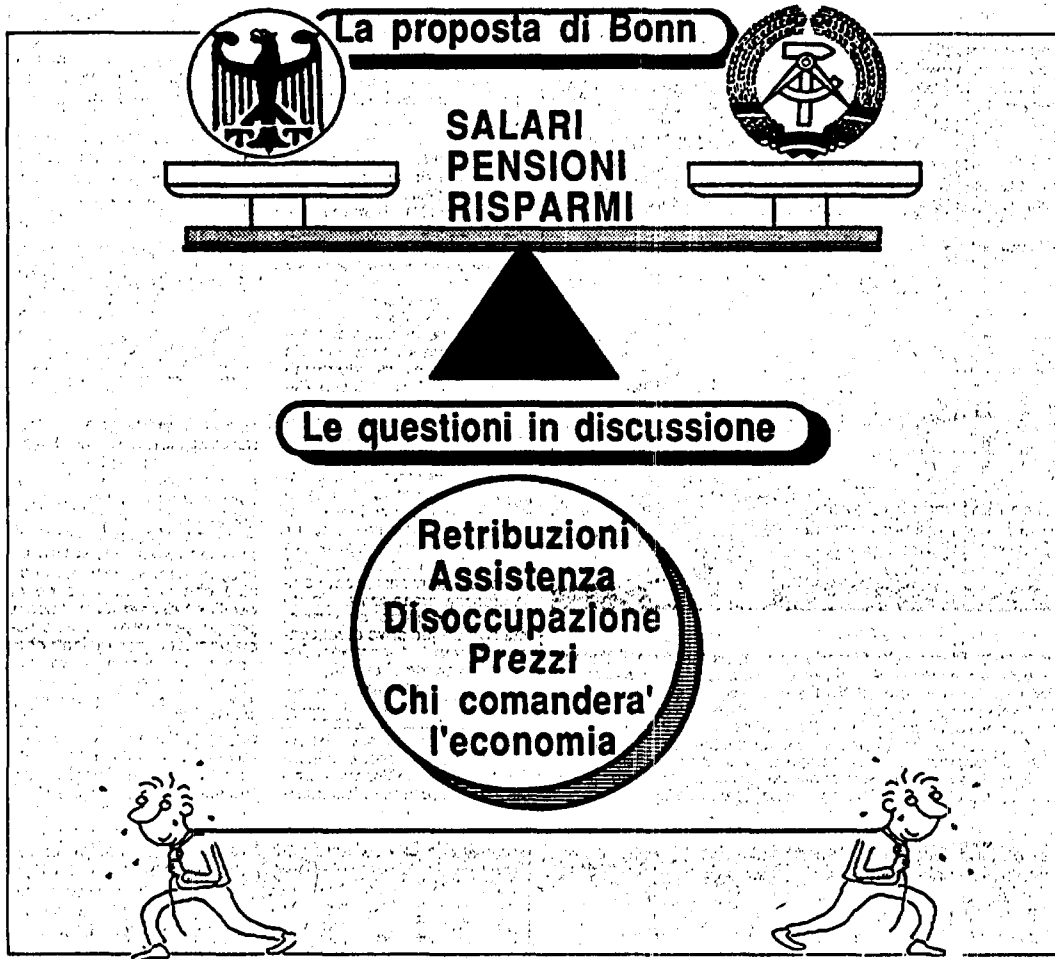 La proposta di Bonn
SALARI
PENSIONI
RISPARMI
Le questioni in discussione
Retribuzioni
Assistenza
Disoccupazione
Prezzi
Chi comandera'
l'economia